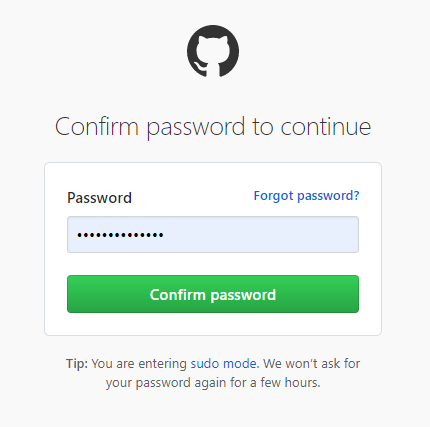 Confirm password to continue
Password Forgot password?
••••••••••••••
Confirm password
Tip: You are entering sudo mode. We won't ask for
your password again for a few hours.